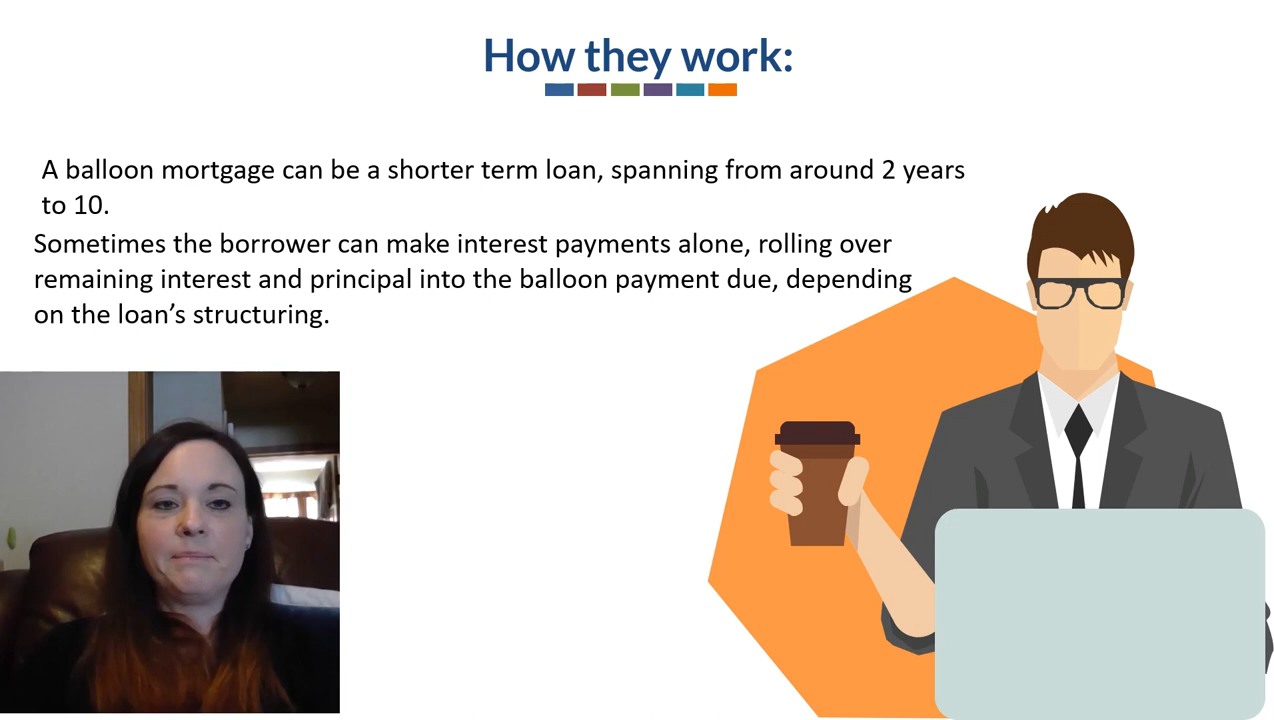 How they work:
A balloon mortgage can be a shorter term loan, spanning from around 2 years
to 10.
Sometimes the borrower can make interest payments alone, rolling over
remaining interest and principal into the balloon payment due, depending
on the loan’s structuring.